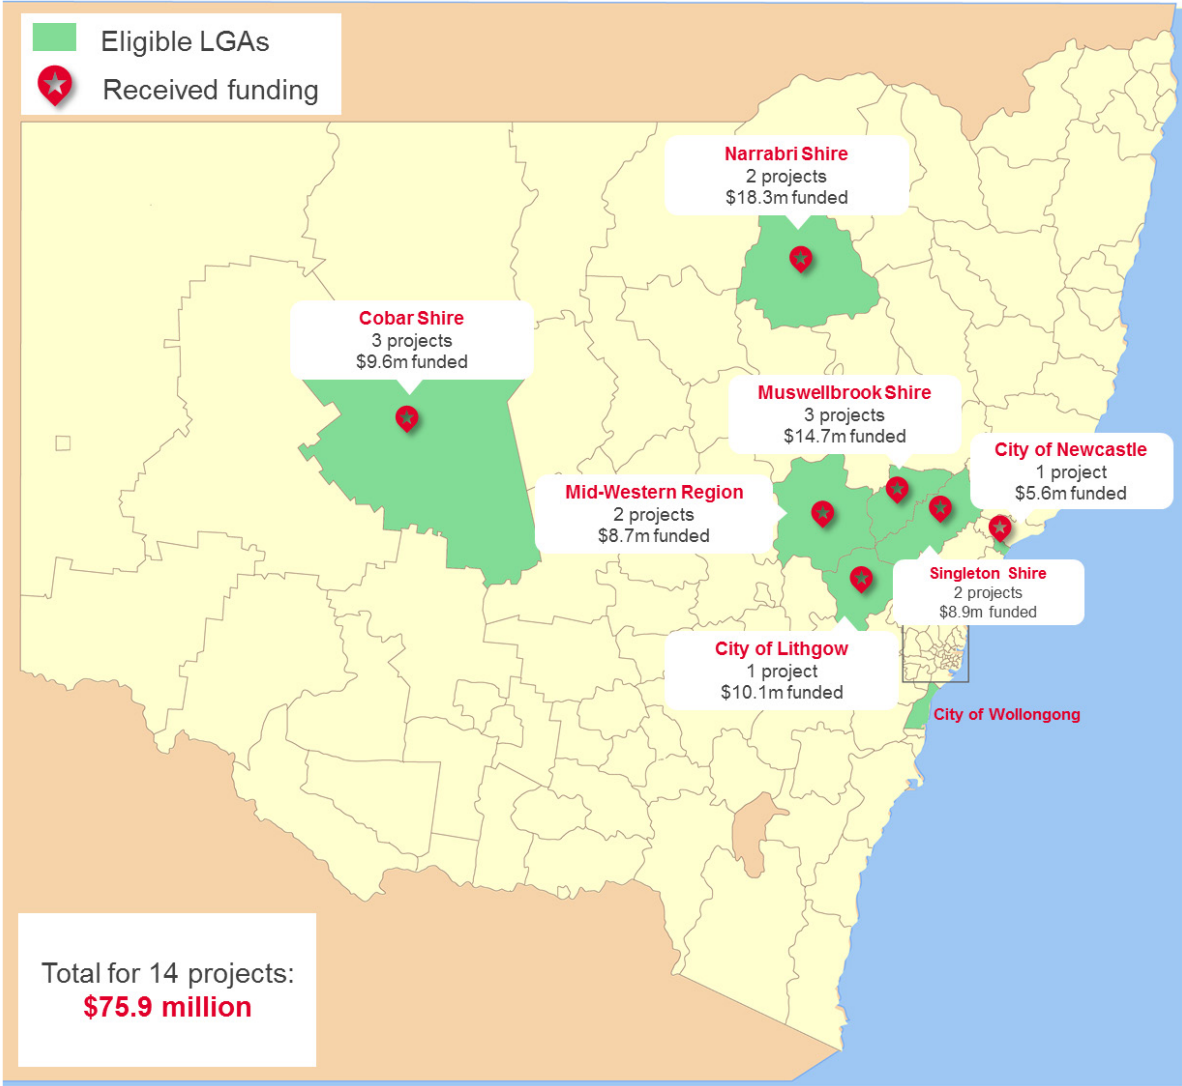 Eligible LGAs
Received funding
Narrabri Shire
2 projects
$18.3m funded
Cobar Shire
3 projects
$9.6m funded
Muswellbrook Shire
3 projects
$14.7m funded
City of Newcastle
1 project
$5.6m funded
Mid-Western Region
2 projects
$8.7m funded
Singleton Shire
2 projects
$8.9m funded
City of Lithgow
1 project
$10.1m funded
City of Wollongong
Total for 14 projects:
$75.9 million